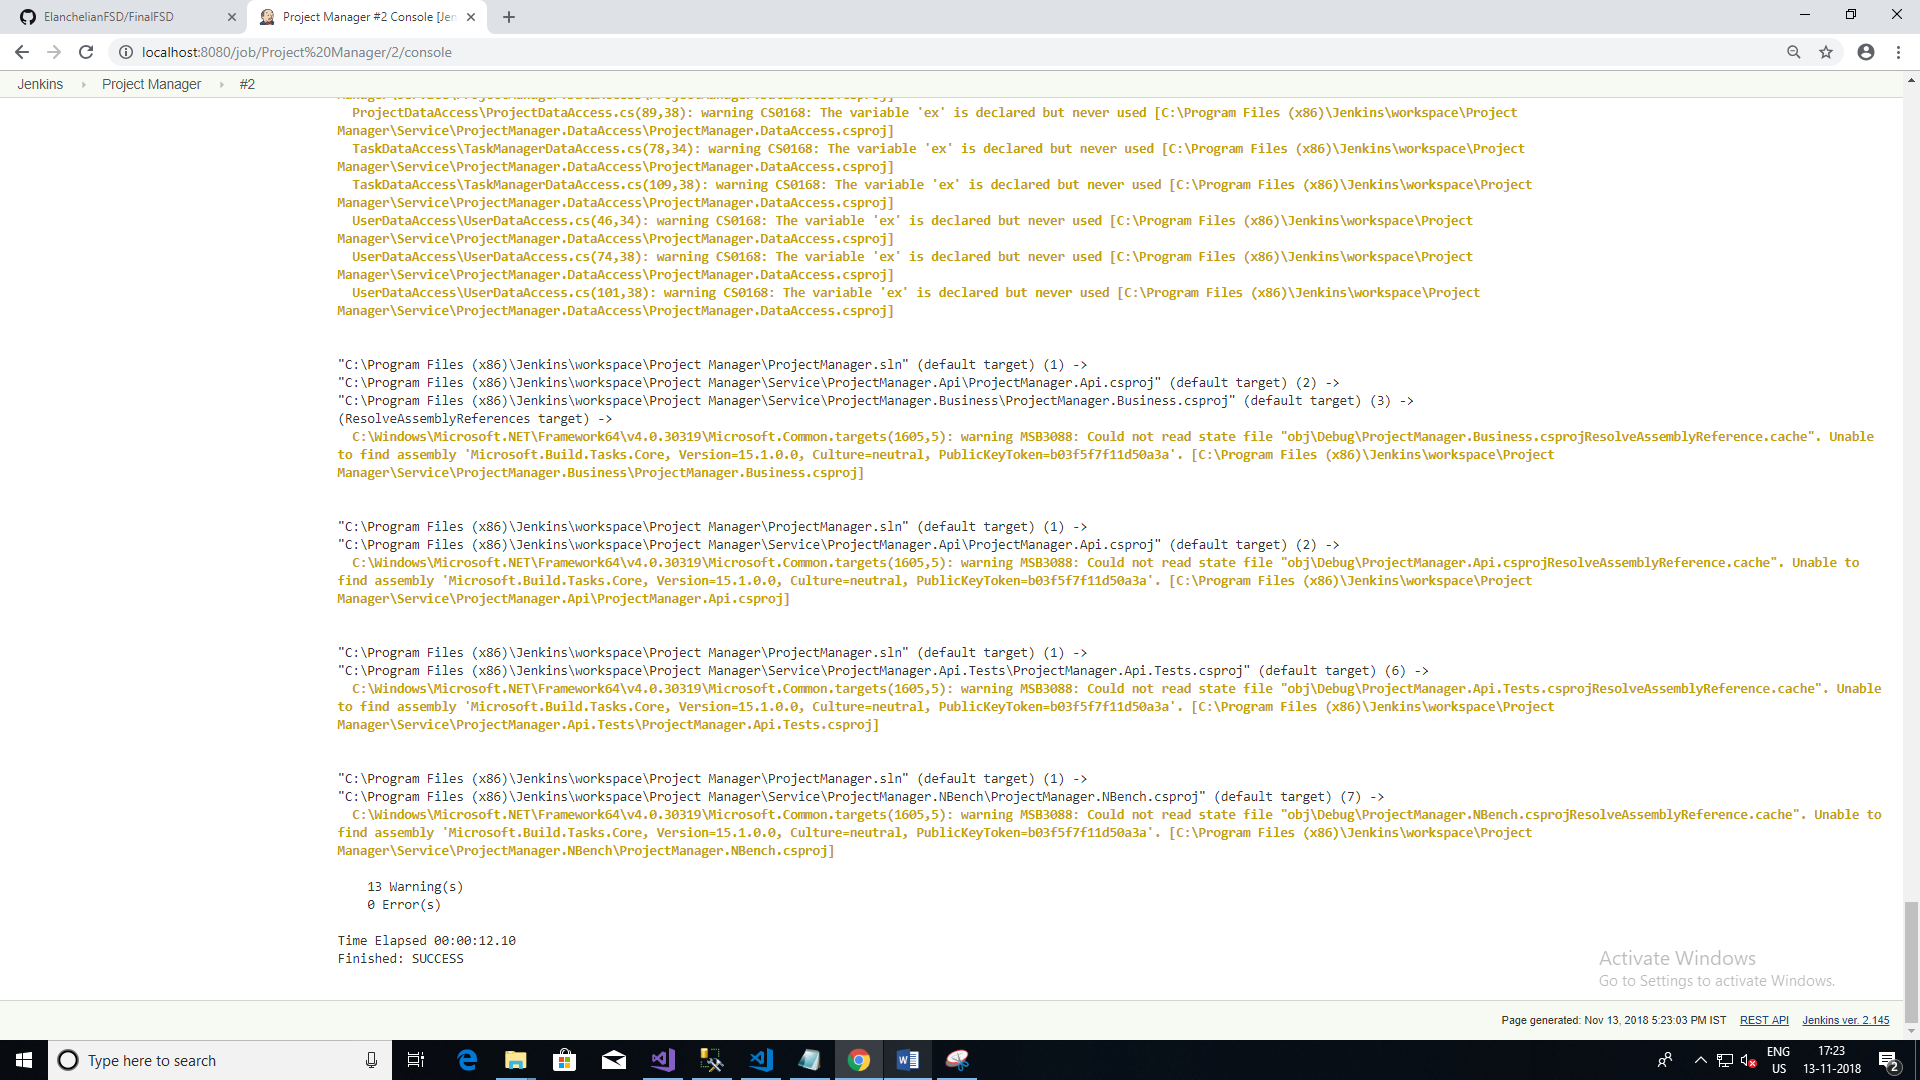 ElanchelianFSD/FinalFSD
Project Manager #2 Console [Jen
localhost:8080/job/Project%20Manager/2/console
Jenkins
Project Manager
#2
ProjectDataAccess\ProjectDataAccess.cs(89,38): warning CS0168: The variable 'ex' is declared but never used [C:\Program Files (x86)\Jenkins\workspace\Project
Manager\Service\ProjectManager.DataAccess\ProjectManager.DataAccess.csproj]
TaskDataAccess\TaskManagerDataAccess.cs(78,34): warning CS0168: The variable 'ex' is declared but never used [C:\Program Files (x86)\Jenkins\workspace\Project
Manager\Service\ProjectManager.DataAccess\ProjectManager.DataAccess.csproj]
TaskDataAccess\TaskManagerDataAccess.cs(109,38): warning CS0168: The variable 'ex' is declared but never used [C:\Program Files (x86)\Jenkins\workspace\Project
Manager\Service\ProjectManager.DataAccess\ProjectManager.DataAccess.csproj]
UserDataAccess\UserDataAccess.cs(46,34): warning CS0168: The variable 'ex' is declared but never used [C:\Program Files (x86)\Jenkins\workspace\Project
Manager\Service\ProjectManager.DataAccess\ProjectManager.DataAccess.csproj]
UserDataAccess\UserDataAccess.cs(74,38): warning CS0168: The variable 'ex' is declared but never used [C:\Program Files (x86)\Jenkins\workspace\Project
Manager\Service\ProjectManager.DataAccess\ProjectManager.DataAccess.csproj]
UserDataAccess\UserDataAccess.cs(101,38): warning CS0168: The variable 'ex' is declared but never used [C:\Program Files (x86)\Jenkins\workspace\Project
Manager\Service\ProjectManager.DataAccess\ProjectManager.DataAccess.csproj]
"C:\Program Files (x86)\Jenkins\workspace\Project Manager\ProjectManager.sln" (default target) (1) ->
"C:\Program Files (x86)\Jenkins\workspace\Project Manager\Service\ProjectManager.Api\ProjectManager.Api.csproj" (default target) (2) ->
"C:\Program Files (x86)\Jenkins\workspace\Project Manager\Service\ProjectManager.Business\ProjectManager.Business.csproj" (default target) (3) ->
(ResolveAssemblyReferences target) ->
C:\Windows\Microsoft.NET\Framework64\v4.0.30319\Microsoft.Common.targets(1605,5): warning MSB3088: Could not read state file "obj\Debug\ProjectManager.Business.csprojResolveAssemblyReference.cache". Unable
to find assembly 'Microsoft.Build.Tasks.Core, Version=15.1.0.0, Culture=neutral, PublicKeyToken=b03f5f7f11d50a3a'. [C:\Program Files (x86)\Jenkins\workspace\Project
Manager\Service\ProjectManager.Business\ProjectManager.Business.csproj]
"C:\Program Files (x86)\Jenkins\workspace\Project Manager\ProjectManager.sln" (default target) (1) ->
"C:\Program Files (x86)\Jenkins\workspace\Project Manager\Service\ProjectManager.Api\ProjectManager.Api.csproj" (default target) (2) ->
C:\Windows\Microsoft.NET\Framework64\v4.0.30319\Microsoft.Common.targets(1605,5): warning MSB3088: Could not read state file "obj\Debug\ProjectManager.Api.csprojResolveAssemblyReference.cache". Unable to
find assembly 'Microsoft.Build.Tasks.Core, Version=15.1.0.0, Culture=neutral, PublicKeyToken=b03f5f7f11d50a3a'. [C:\Program Files (x86)\Jenkins\workspace\Project
Manager\Service\ProjectManager.Api\ProjectManager.Api.csproj]
"C:\Program Files (x86)\Jenkins\workspace\Project Manager\ProjectManager.sln" (default target) (1) ->
"C:\Program Files (x86)\Jenkins\workspace\Project Manager\Service\ProjectManager.Api.Tests\ProjectManager.Api.Tests.csproj" (default target) (6) ->
C:\Windows\Microsoft.NET\Framework64\v4.0.30319\Microsoft.Common.targets(1605,5): warning MSB3088: Could not read state file "obj\Debug\ProjectManager.Api.Tests.csprojResolveAssemblyReference.cache". Unable
to find assembly 'Microsoft.Build.Tasks.Core, Version=15.1.0.0, Culture=neutral, PublicKeyToken=b03f5f7f11d50a3a'. [C:\Program Files (x86)\Jenkins\workspace\Project
Manager\Service\ProjectManager.Api.Tests\ProjectManager.Api.Tests.csproj]
"C:\Program Files (x86)\Jenkins\workspace\Project Manager\ProjectManager.sln" (default target) (1) ->
"C:\Program Files (x86)\Jenkins\workspace\Project Manager\Service\ProjectManager.NBench\ProjectManager.NBench.csproj" (default target) (7) ->
C:\Windows\Microsoft.NET\Framework64\v4.0.30319\Microsoft.Common.targets(1605,5): warning MSB3088: Could not read state file "obj\Debug\ProjectManager.NBench.csprojResolveAssemblyReference.cache". Unable to
find assembly 'Microsoft.Build.Tasks.Core, Version=15.1.0.0, Culture=neutral, PublicKeyToken=b03f5f7f11d50a3a'. [C:\Program Files (x86)\Jenkins\workspace\Project
Manager\Service\ProjectManager.NBench\ProjectManager.NBench.csproj]
13 Warning(s)
0 Error(s)
Time Elapsed 00:00:12.10
Finished: SUCCESS
Activate Windows
Go to Settings to activate Windows.
Page generated: Nov 13, 2018 5:23:03 PM IST
REST API
Jenkins ver. 2.145
Type here to search
ENG
US
17:23
13-11-2018
2